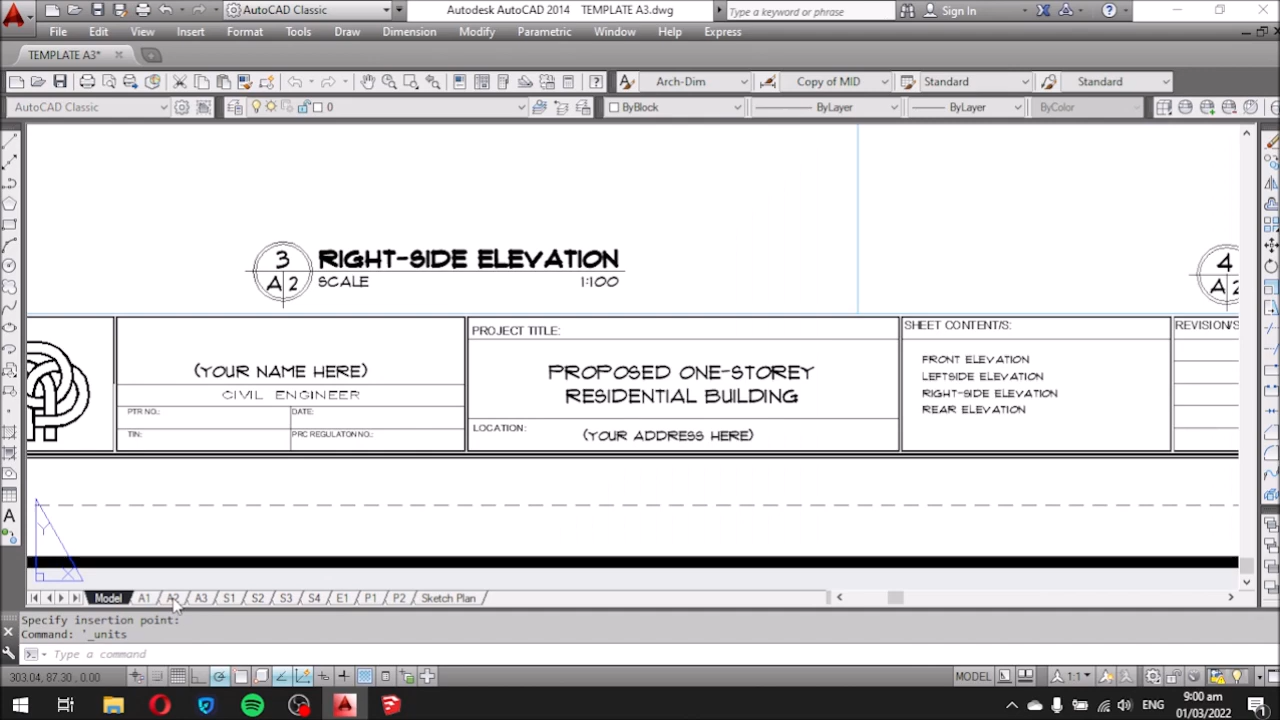 AutoCAD Classic
Autodesk AutoCAD 2014 TEMPLATE A3.dwg
Type a keyword or phrase
Sign In
File Edit View Insert Format Tools Draw Dimension Modify Parametric Window Help Express
TEMPLATE A3*
Arch-Dim
Copy of MID
Standard
Standard
AutoCAD Classic
0
ByBlock
ByLayer
ByLayer
ByColor
3
A 2
RIGHT-SIDE ELEVATION
SCALE 1:100
4
A 2
(YOUR NAME HERE)
CIVIL ENGINEER
PTR NO.: DATE:
TIN: PRC REGULATON NO.:
PROJECT TITLE:
PROPOSED ONE-STOREY
RESIDENTIAL BUILDING
LOCATION:
(YOUR ADDRESS HERE)
SHEET CONTENT/S:
FRONT ELEVATION
LEFTSIDE ELEVATION
RIGHT-SIDE ELEVATION
REAR ELEVATION
REVISION/S
Y
X
Model A1 A2 A3 S1 S2 S3 S4 E1 P1 P2 Sketch Plan
Specify insertion point:
Command: '_units
Type a command
303.04, 87.30, 0.00
MODEL
1:1
ENG
9:00 am
01/03/2022
1